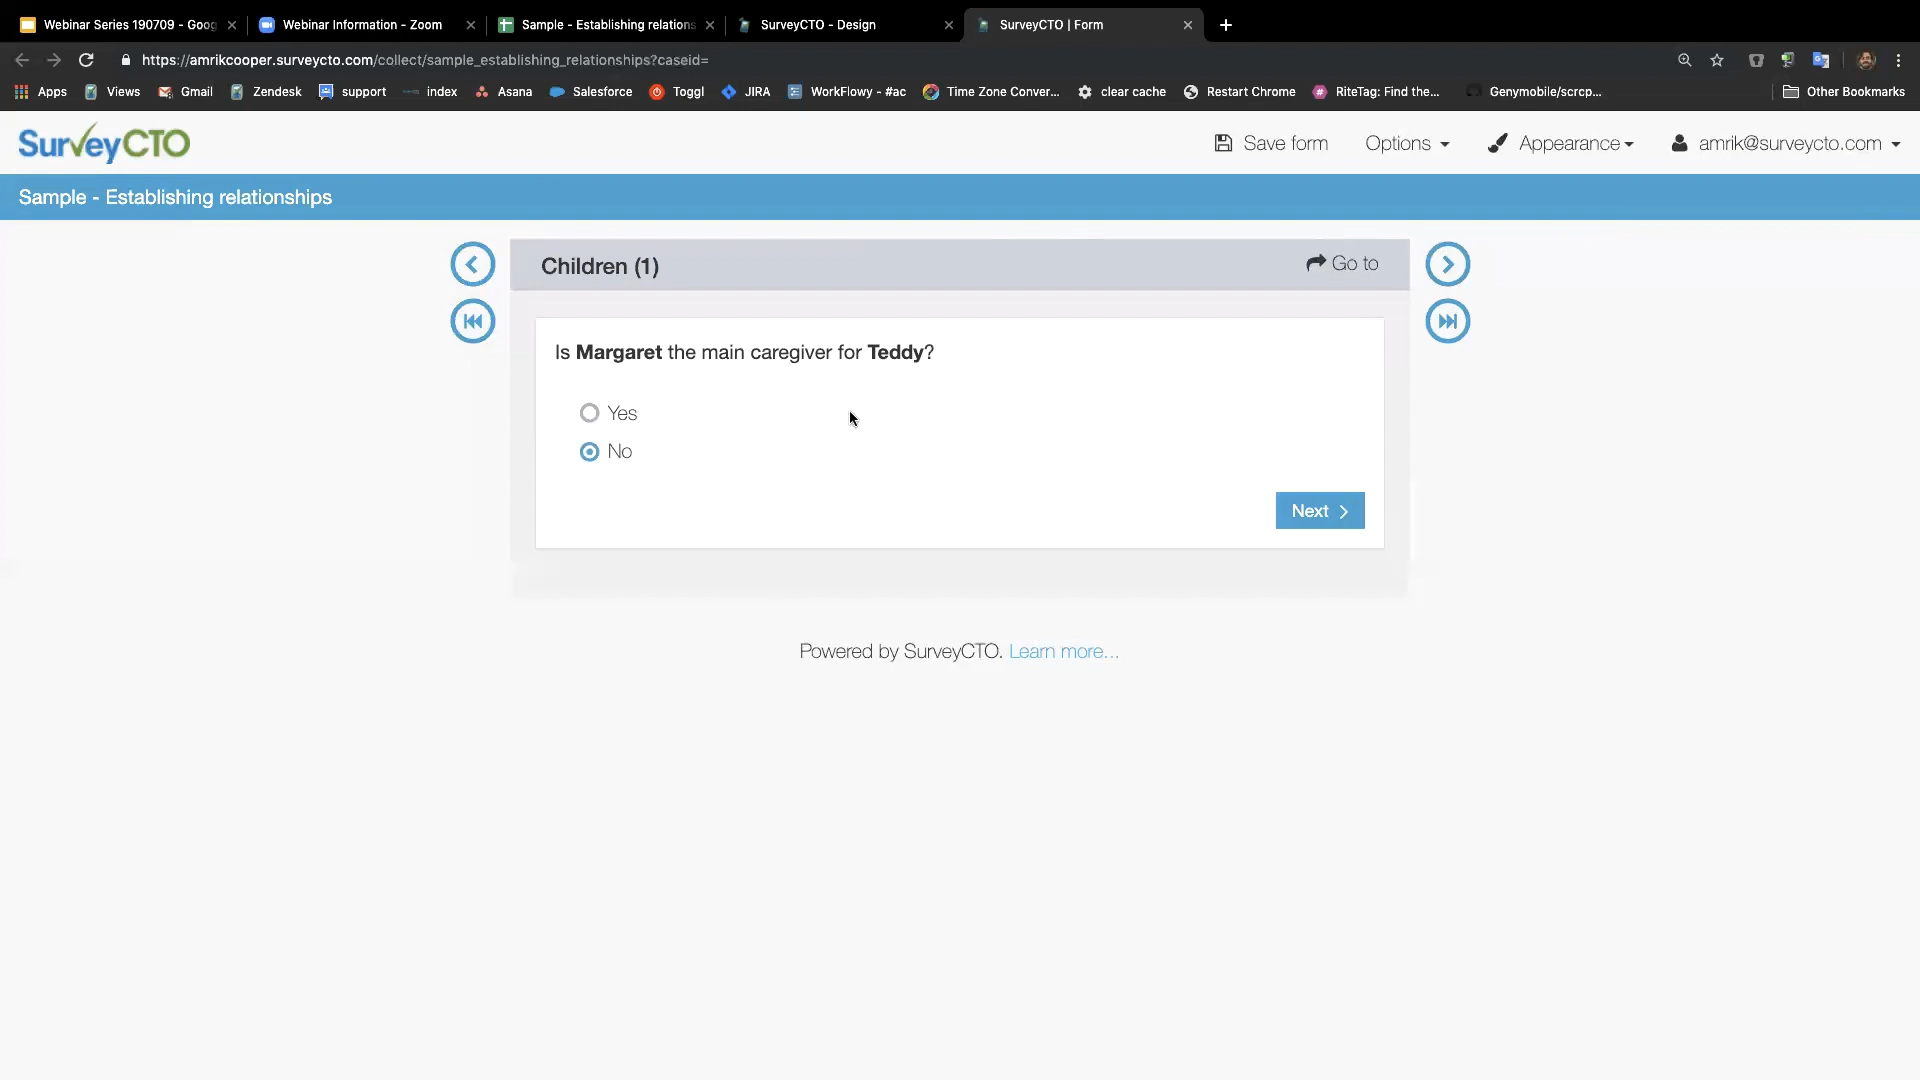 Webinar Series 190709 - Goog
Webinar Information - Zoom
Sample - Establishing relations
SurveyCTO - Design
SurveyCTO | Form
https://amrikcooper.surveycto.com/collect/sample_establishing_relationships?caseid=
Apps Views Gmail Zendesk support index Asana Salesforce Toggl JIRA WorkFlowy - #ac Time Zone Conver... clear cache Restart Chrome RiteTag: Find the... Genymobile/scrcp... Other Bookmarks
SurveyCTO
Save form Options Appearance amrik@surveycto.com
Sample - Establishing relationships
Children (1) Go to
Is Margaret the main caregiver for Teddy?
Yes
No
Next
Powered by SurveyCTO. Learn more...